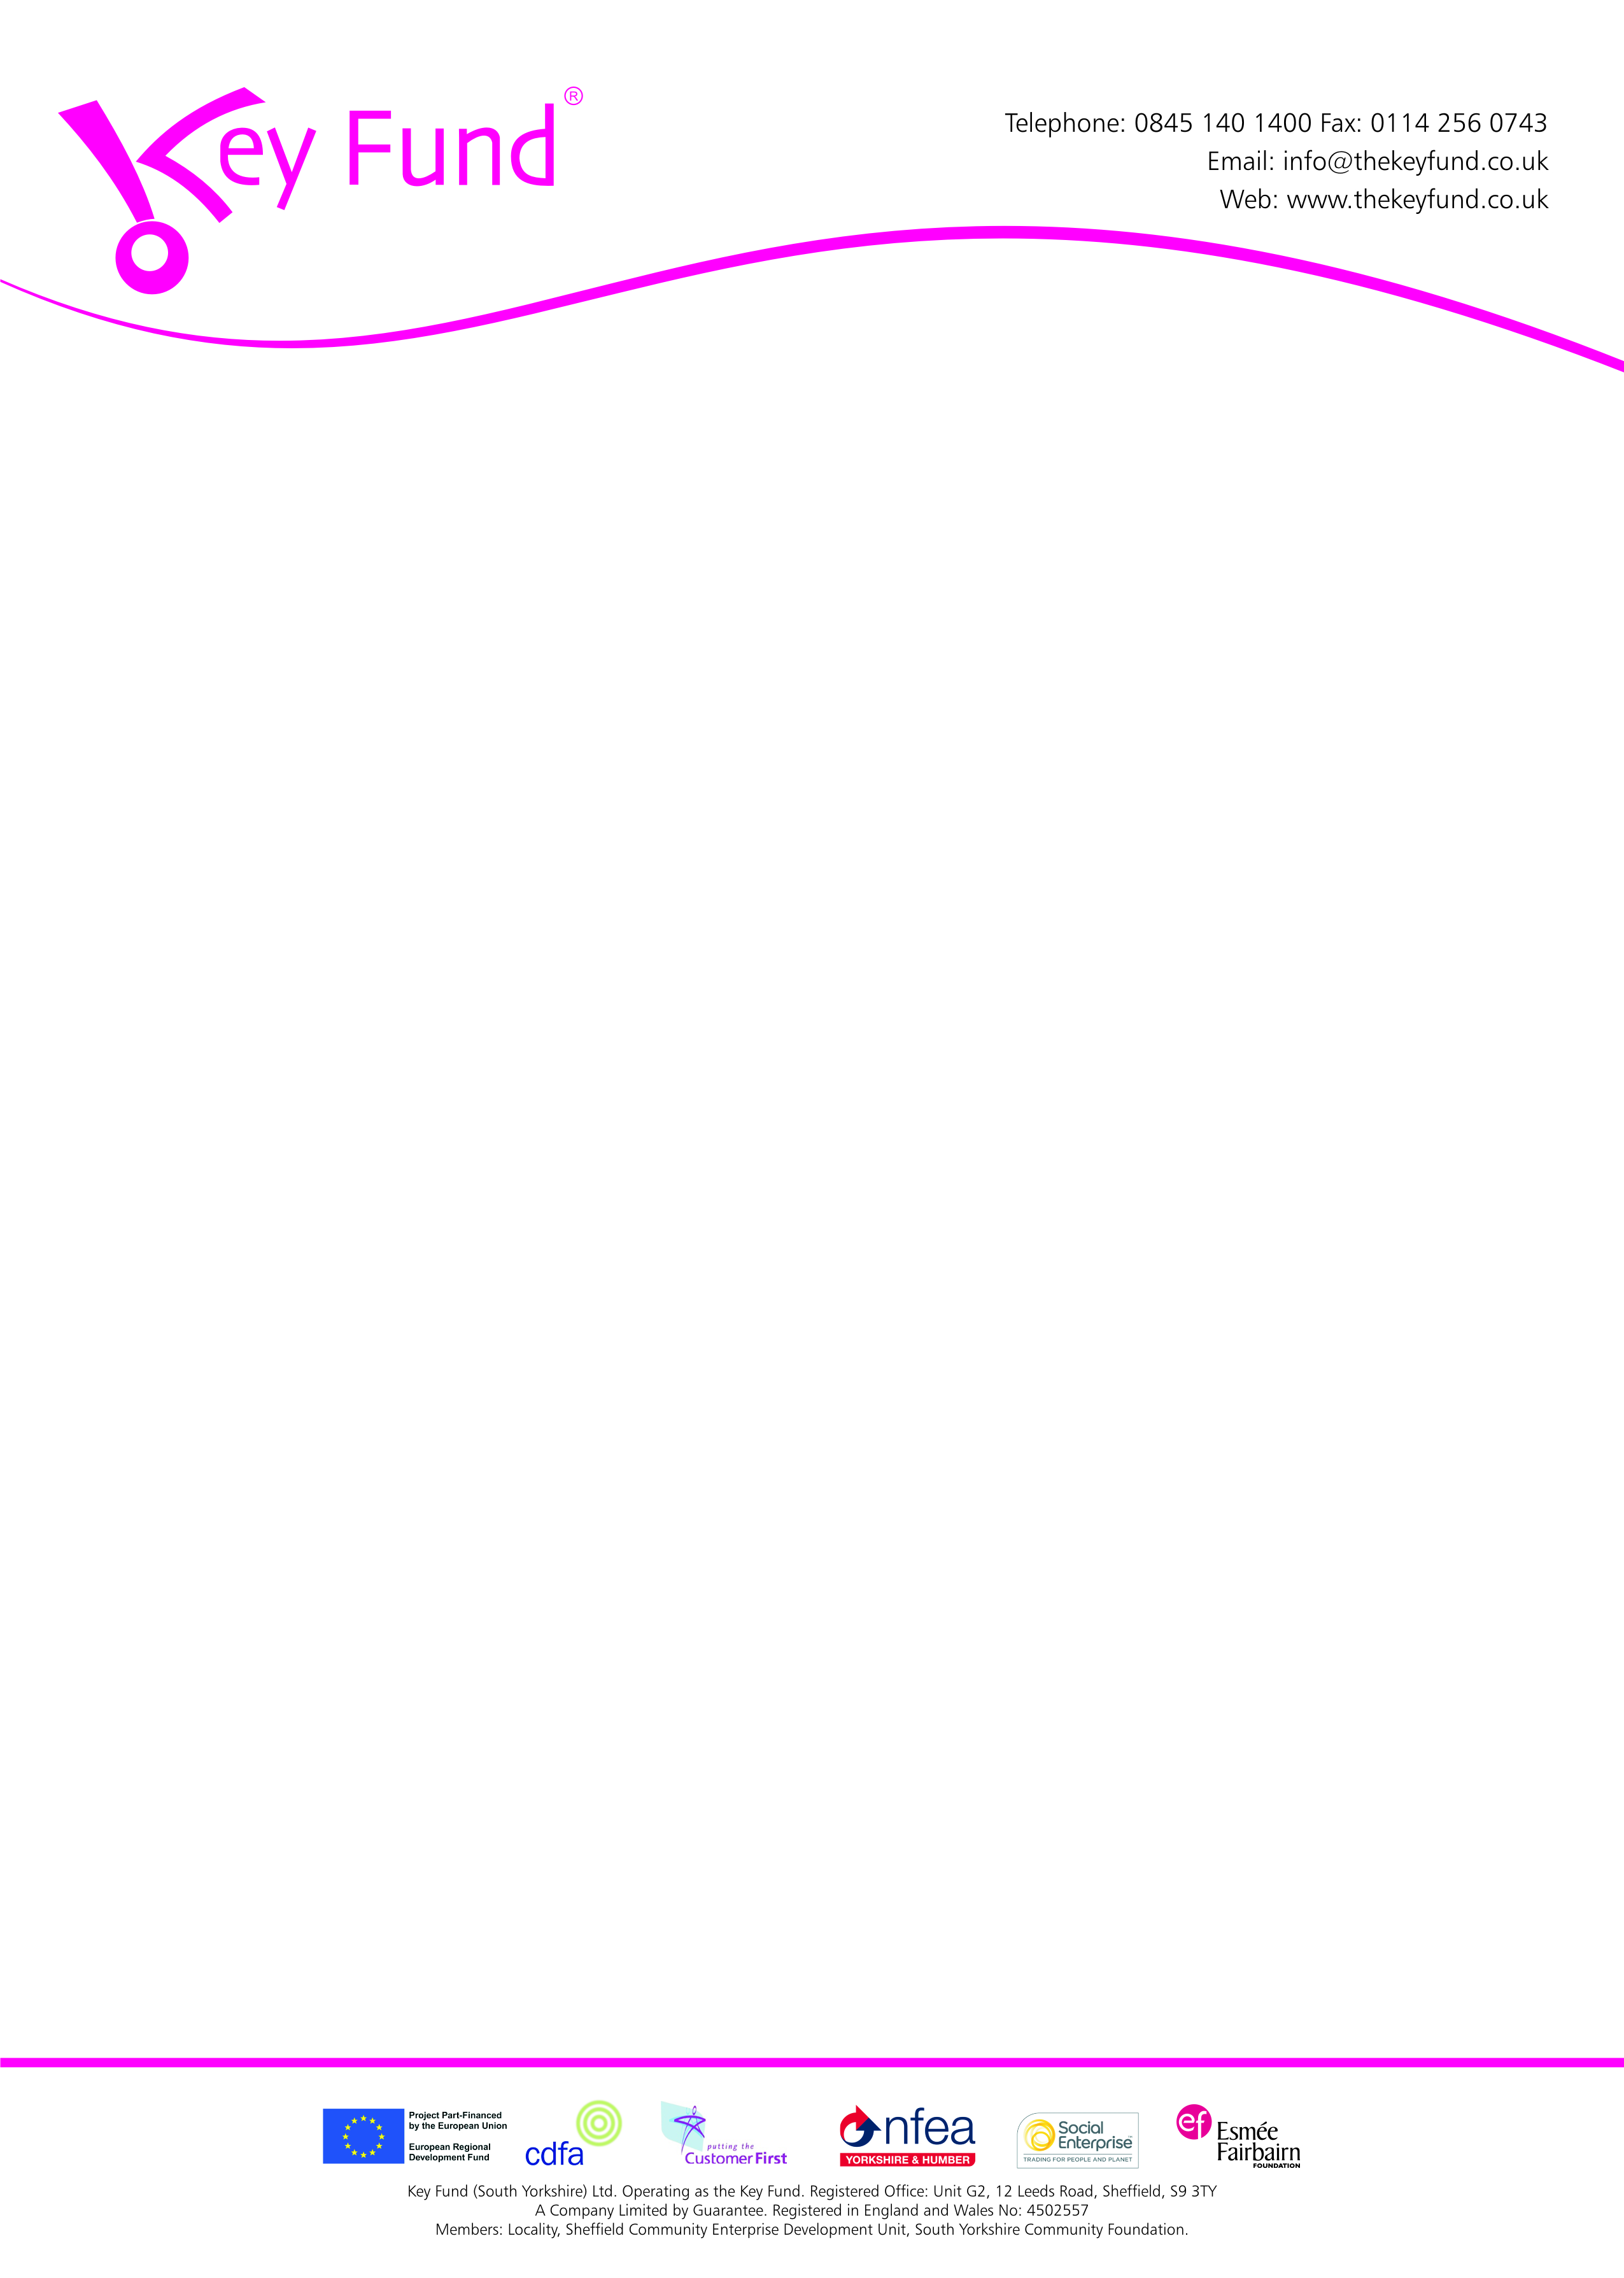 Key Fund ®
Telephone: 0845 140 1400 Fax: 0114 256 0743
Email: info@thekeyfund.co.uk
Web: www.thekeyfund.co.uk
Project Part-Financed
by the European Union
European Regional
Development Fund
cdfa
putting the
Customer First
nfea
YORKSHIRE & HUMBER
Social
Enterprise™
TRADING FOR PEOPLE AND PLANET
ef
Esmée
Fairbairn
FOUNDATION
Key Fund (South Yorkshire) Ltd. Operating as the Key Fund. Registered Office: Unit G2, 12 Leeds Road, Sheffield, S9 3TY
A Company Limited by Guarantee. Registered in England and Wales No: 4502557
Members: Locality, Sheffield Community Enterprise Development Unit, South Yorkshire Community Foundation.